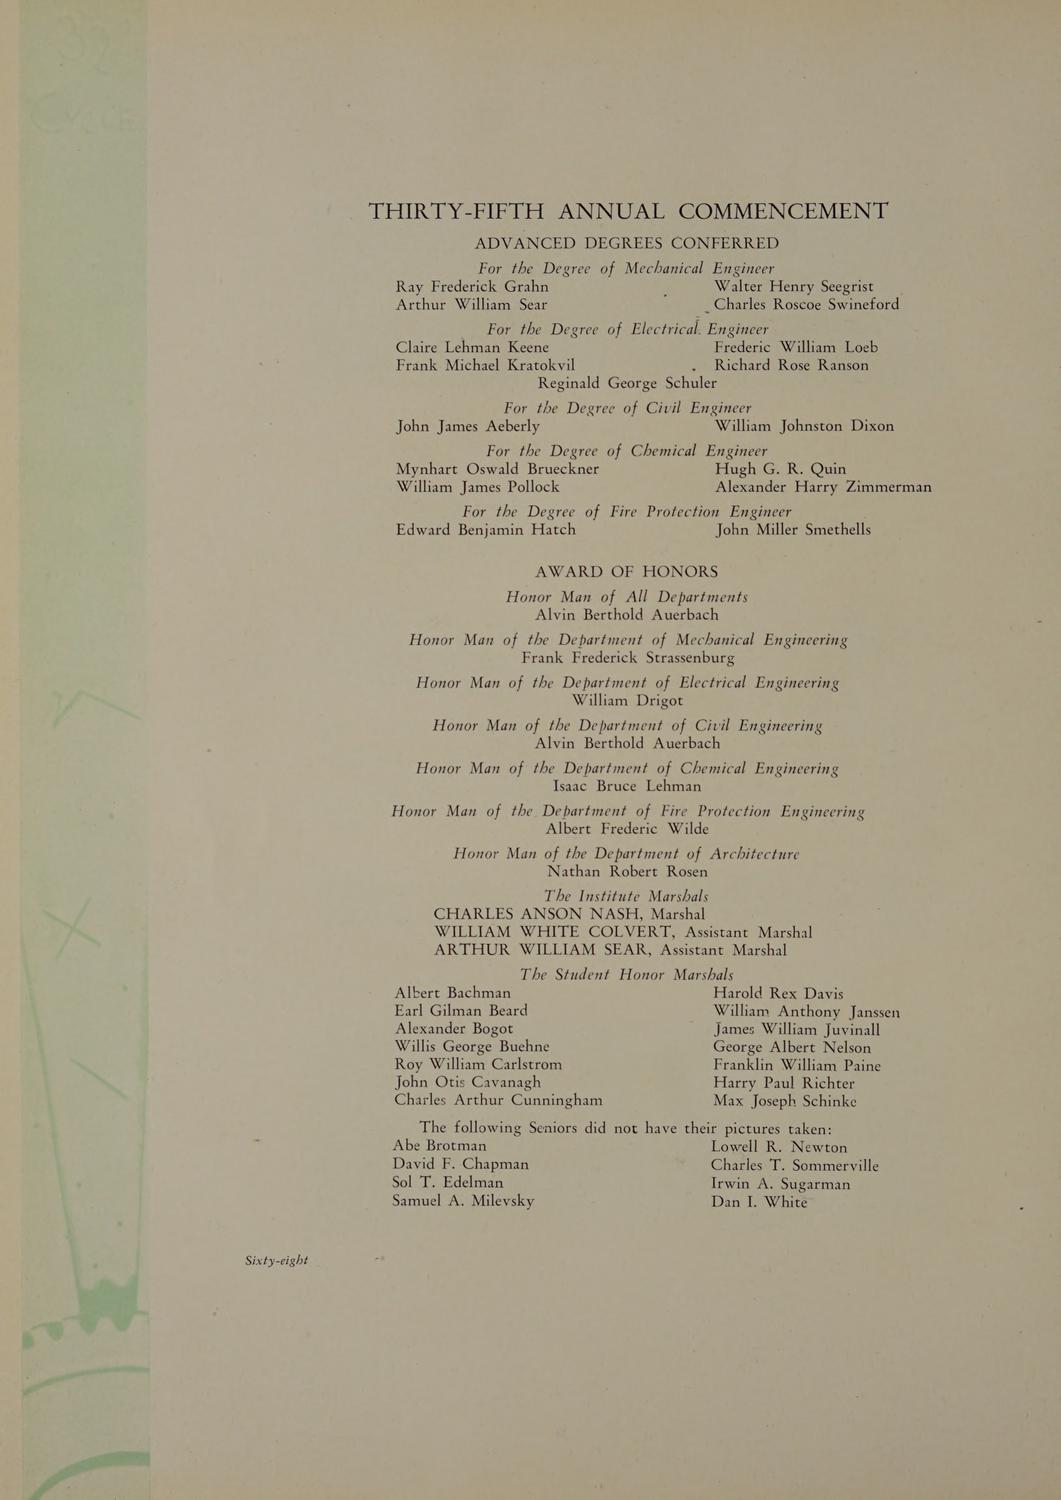 THIRTY-FIFTH ANNUAL COMMENCEMENT
ADVANCED DEGREES CONFERRED
For the Degree of Mechanical Engineer
Ray Frederick Grahn Walter Henry Seegrist
Arthur William Sear Charles Roscoe Swineford
For the Degree of Electrical Engineer
Claire Lehman Keene Frederic William Loeb
Frank Michael Kratokvil Richard Rose Ranson
Reginald George Schuler
For the Degree of Civil Engineer
John James Aeberly William Johnston Dixon
For the Degree of Chemical Engineer
Mynhart Oswald Brueckner Hugh G. R. Quin
William James Pollock Alexander Harry Zimmerman
For the Degree of Fire Protection Engineer
Edward Benjamin Hatch John Miller Smethells
AWARD OF HONORS
Honor Man of All Departments
Alvin Berthold Auerbach
Honor Man of the Department of Mechanical Engineering
Frank Frederick Strassenburg
Honor Man of the Department of Electrical Engineering
William Drigot
Honor Man of the Department of Civil Engineering
Alvin Berthold Auerbach
Honor Man of the Department of Chemical Engineering
Isaac Bruce Lehman
Honor Man of the Department of Fire Protection Engineering
Albert Frederic Wilde
Honor Man of the Department of Architecture
Nathan Robert Rosen
The Institute Marshals
CHARLES ANSON NASH, Marshal
WILLIAM WHITE COLVERT, Assistant Marshal
ARTHUR WILLIAM SEAR, Assistant Marshal
The Student Honor Marshals
Albert Bachman Harold Rex Davis
Earl Gilman Beard William Anthony Janssen
Alexander Bogot James William Juvinall
Willis George Buehne George Albert Nelson
Roy William Carlstrom Franklin William Paine
John Otis Cavanagh Harry Paul Richter
Charles Arthur Cunningham Max Joseph Schinke
The following Seniors did not have their pictures taken:
Abe Brotman Lowell R. Newton
David F. Chapman Charles T. Sommerville
Sol T. Edelman Irwin A. Sugarman
Samuel A. Milevsky Dan I. White
Sixty-eight